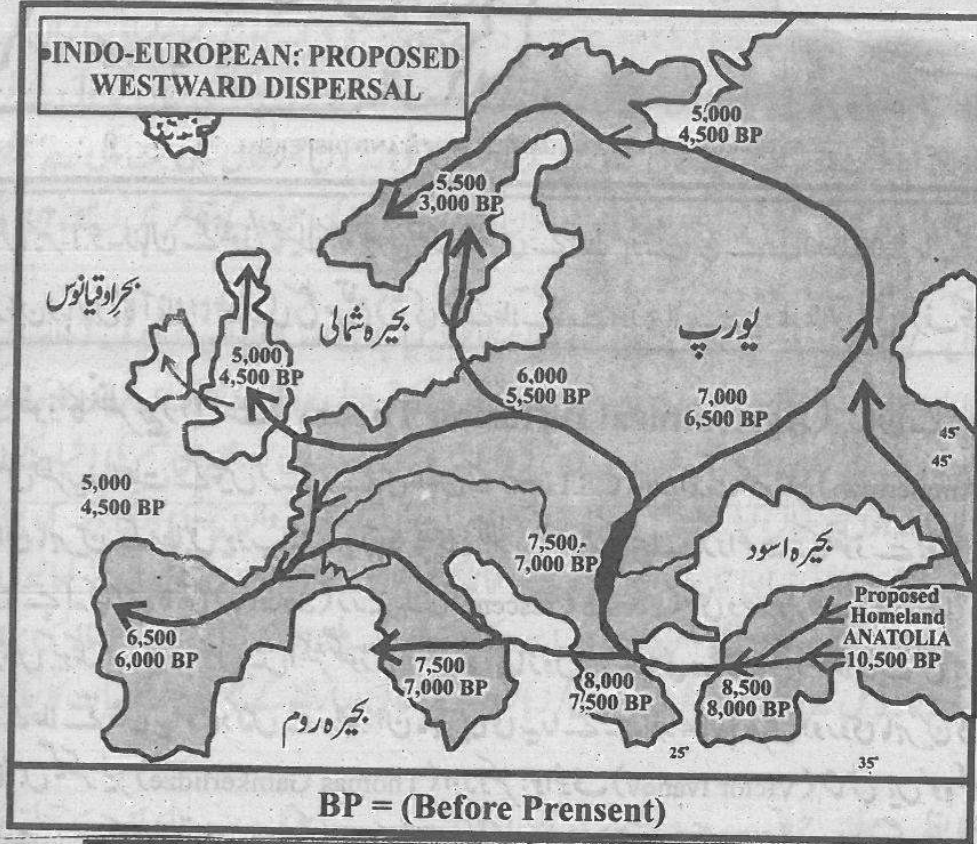 •INDO-EUROPEAN: PROPOSED
WESTWARD DISPERSAL
5,000
4,500 BP
5,500
3,000 BP
بحراوقیانوس
بحیرہ شمالی
یورپ
5,000
4,500 BP
6,000
5,500 BP
7,000
6,500 BP
45°
45°
5,000
4,500 BP
7,500-
7,000 BP
بحیرہ اسود
Proposed
Homeland
ANATOLIA
10,500 BP
6,500
6,000 BP
7,500
7,000 BP
8,000
7,500 BP
8,500
8,000 BP
بحیرہ روم
25°
35°
BP = (Before Prensent)